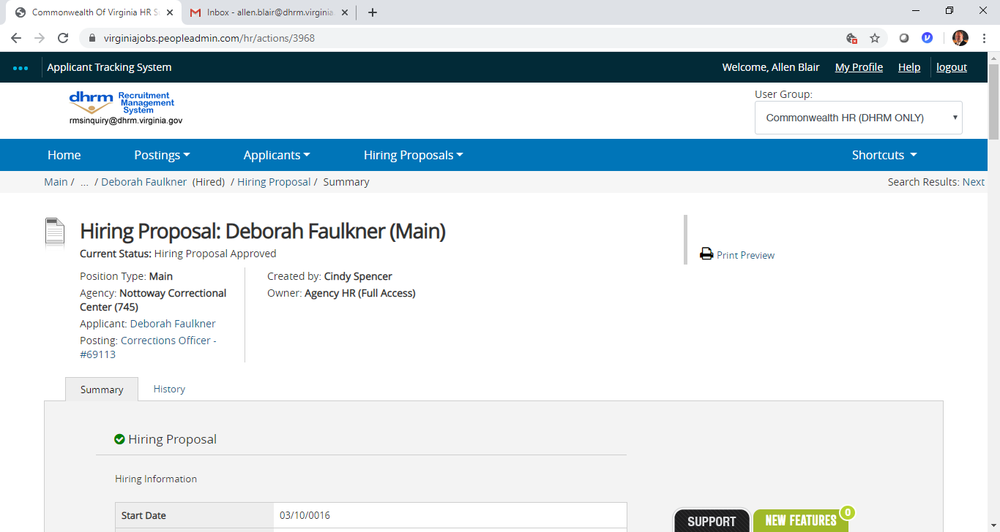 Commonwealth Of Virginia HR S
Inbox - allen.blair@dhrm.virginia.
virginiajobs.peopleadmin.com/hr/actions/3968
Applicant Tracking System
Welcome, Allen Blair My Profile Help logout
dhrm Recruitment
Management
System
rmsinquiry@dhrm.virginia.gov
User Group:
Commonwealth HR (DHRM ONLY)
Home Postings Applicants Hiring Proposals Shortcuts
Main / ... / Deborah Faulkner (Hired) / Hiring Proposal / Summary
Search Results: Next
Hiring Proposal: Deborah Faulkner (Main)
Current Status: Hiring Proposal Approved
Print Preview
Position Type: Main
Agency: Nottoway Correctional
Center (745)
Applicant: Deborah Faulkner
Posting: Corrections Officer -
#69113
Created by: Cindy Spencer
Owner: Agency HR (Full Access)
Summary History
Hiring Proposal
Hiring Information
Start Date 03/10/0016
SUPPORT
NEW FEATURES 0